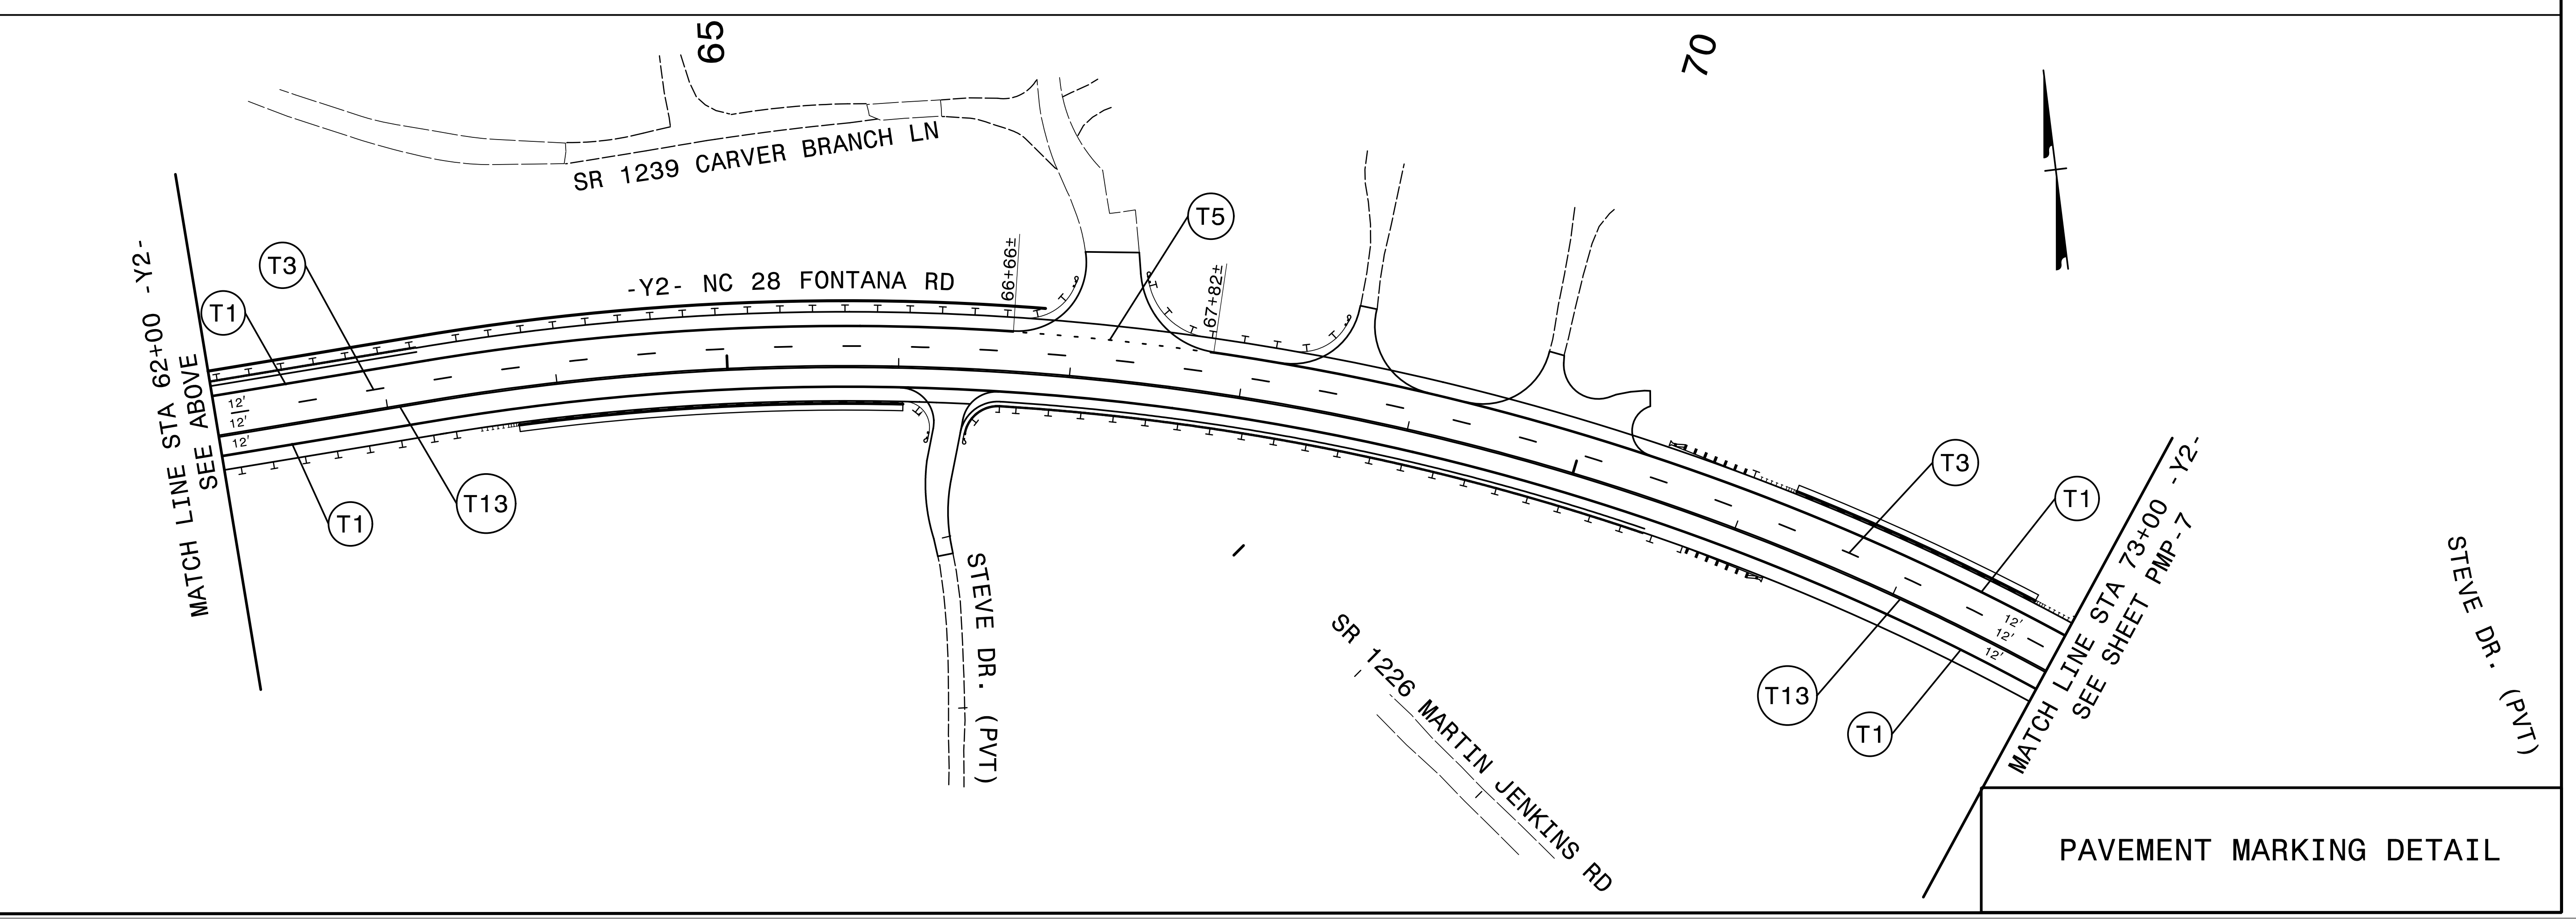 65
70
SR 1239 CARVER BRANCH LN
T5
T3
-Y2- NC 28 FONTANA RD
66+66±
67+82±
T1
MATCH LINE STA 62+00 -Y2-
SEE ABOVE
12'
12'
12'
T1
T13
T3
T1
MATCH LINE STA 73+00 -Y2-
SEE SHEET PMP-7
12'
12'
12'
T13
T1
STEVE DR. (PVT)
SR 1226 MARTIN JENKINS RD
STEVE DR. (PVT)
PAVEMENT MARKING DETAIL